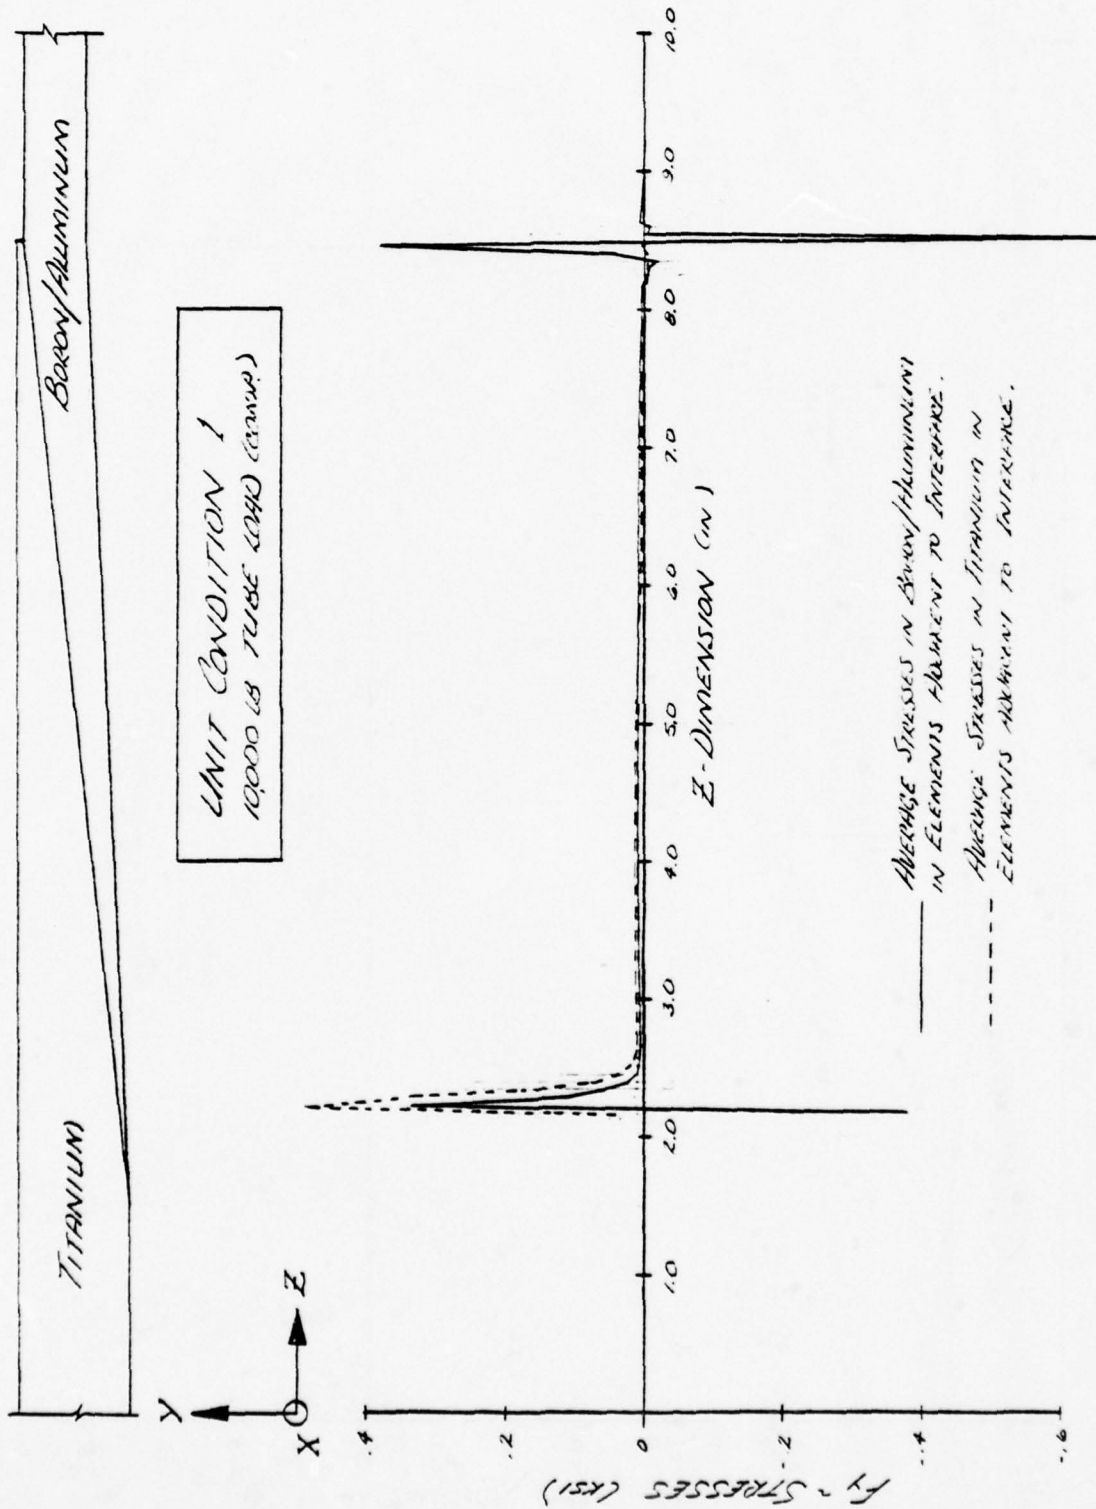 TITANIUM
BORON/ALUMINUM
UNIT CONDITION 1
10,000 LB TUBE LOAD (COMP.)
Y
X
Z
Fy ~ STRESSES (KSI)
.4
.2
0
-.2
-.4
-.6
1.0
2.0
3.0
4.0
5.0
6.0
7.0
8.0
9.0
10.0
Z - DIMENSION (IN)
AVERAGE STRESSES IN BORON/ALUMINUM
IN ELEMENTS ADJACENT TO INTERFACE.
AVERAGE STRESSES IN TITANIUM IN
ELEMENTS ADJACENT TO INTERFACE.